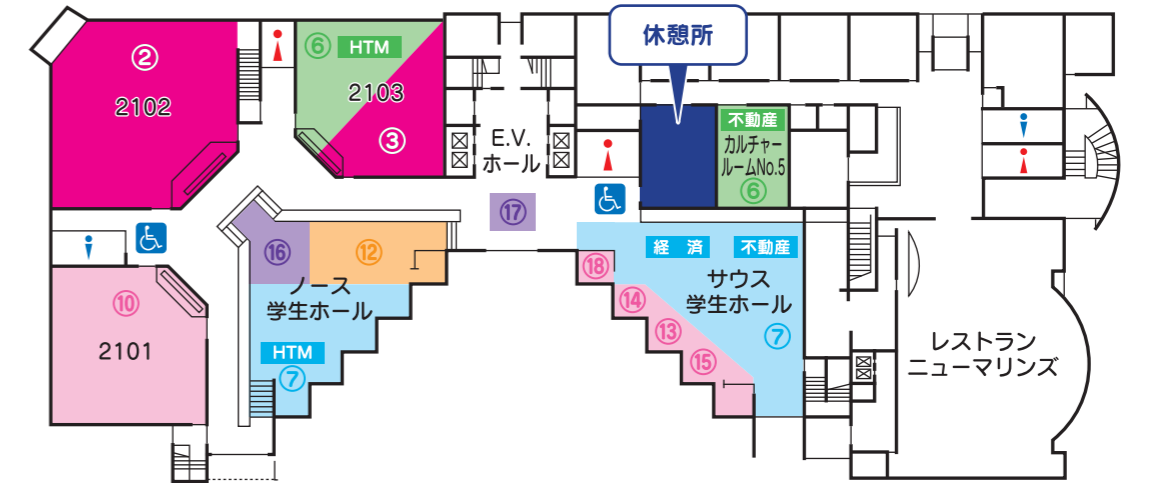 ②
2102
⑥ HTM
2103
③
E.V.
ホール
休憩所
不動産
カルチャー
ルームNo.5
⑥
⑰
⑯
⑫
ノース
学生ホール
HTM
⑦
⑩
2101
経 済
不動産
サウス
学生ホール
⑦
⑱
⑭
⑬
⑮
レストラン
ニューマリンズ